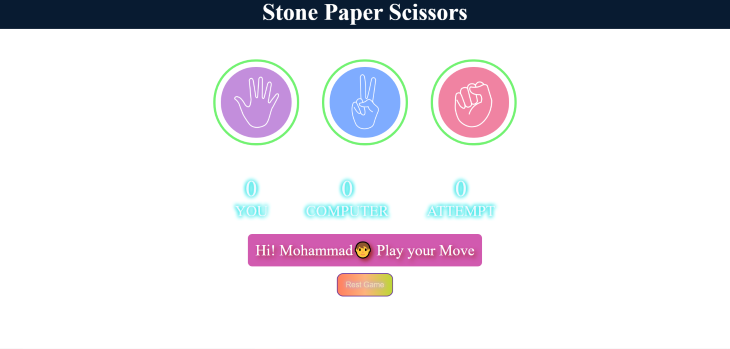 Stone Paper Scissors
0 0 0
YOU COMPUTER ATTEMPT
Hi! Mohammad👨 Play your Move
Rest Game